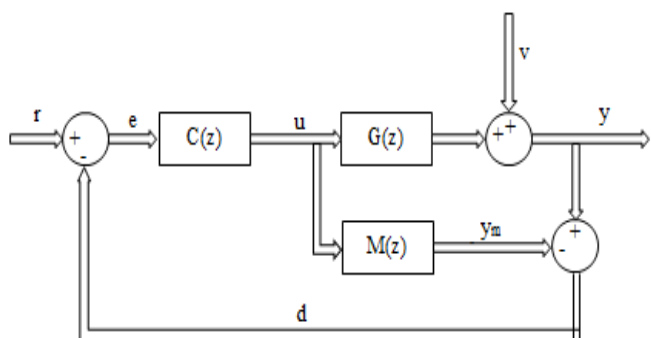 v
r
+
-
e
C(z)
u
G(z)
+
+
y
M(z)
ym
+
-
d